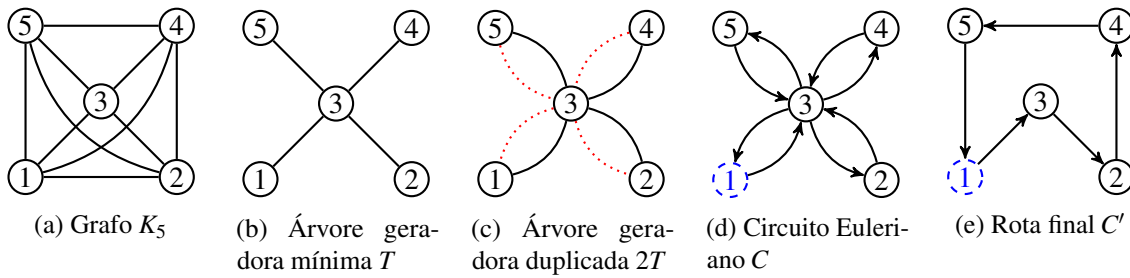 5 4 3 1 2
5 4 3 1 2
5 4 3 1 2
5 4 3 1 2
5 4 3 1 2
(a) Grafo K5
(b) Árvore gera-
dora mínima T
(c) Árvore gera-
dora duplicada 2T
(d) Circuito Euleri-
ano C
(e) Rota final C′